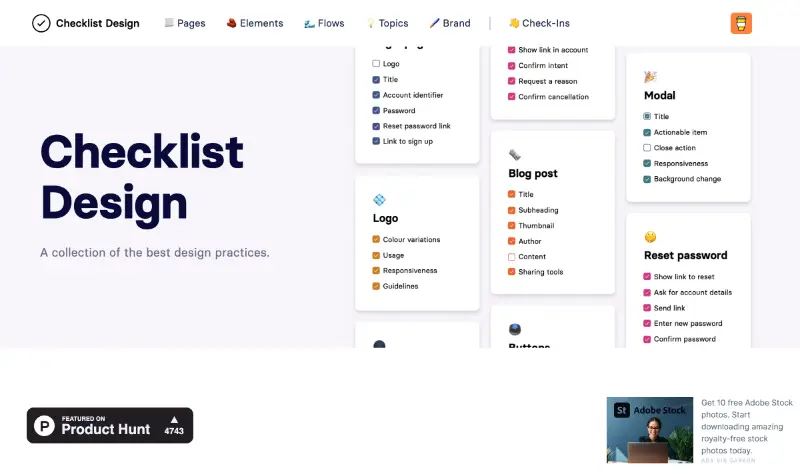 Checklist Design
Pages
Elements
Flows
Topics
Brand
Check-Ins
Checklist
Design
A collection of the best design practices.
Logo
Title
Account identifier
Password
Reset password link
Link to sign up
Logo
Colour variations
Usage
Responsiveness
Guidelines
Show link in account
Confirm intent
Request a reason
Confirm cancellation
Blog post
Title
Subheading
Thumbnail
Author
Content
Sharing tools
Buttons
Modal
Title
Actionable item
Close action
Responsiveness
Background change
Reset password
Show link to reset
Ask for account details
Send link
Enter new password
Confirm password
P
FEATURED ON
Product Hunt
4743
St Adobe Stock
Get 10 free Adobe Stock
photos. Start
downloading amazing
royalty-free stock
photos today.
ADS VIA CARBON